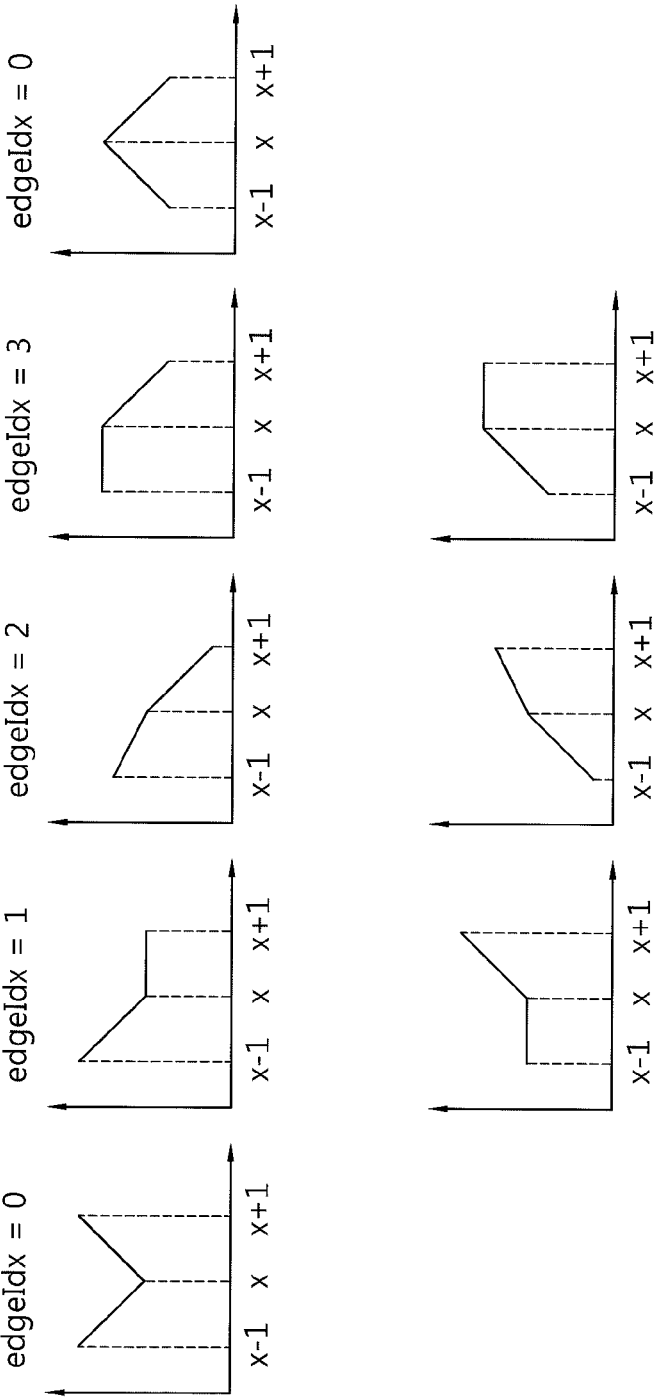 edgeIdx = 0
edgeIdx = 1
edgeIdx = 2
edgeIdx = 3
edgeIdx = 0
x-1 x x+1
x-1 x x+1
x-1 x x+1
x-1 x x+1
x-1 x x+1
x-1 x x+1
x-1 x x+1
x-1 x x+1